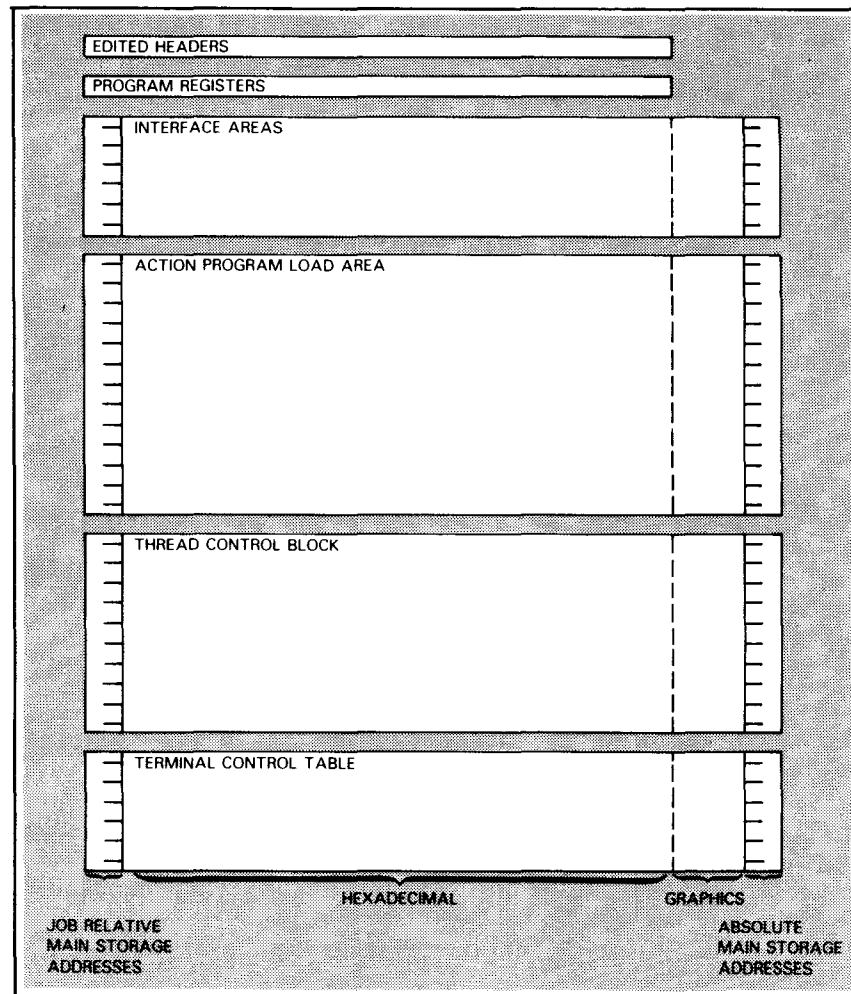 EDITED HEADERS
PROGRAM REGISTERS
INTERFACE AREAS
ACTION PROGRAM LOAD AREA
THREAD CONTROL BLOCK
TERMINAL CONTROL TABLE
HEXADECIMAL
GRAPHICS
JOB RELATIVE
MAIN STORAGE
ADDRESSES
ABSOLUTE
MAIN STORAGE
ADDRESSES